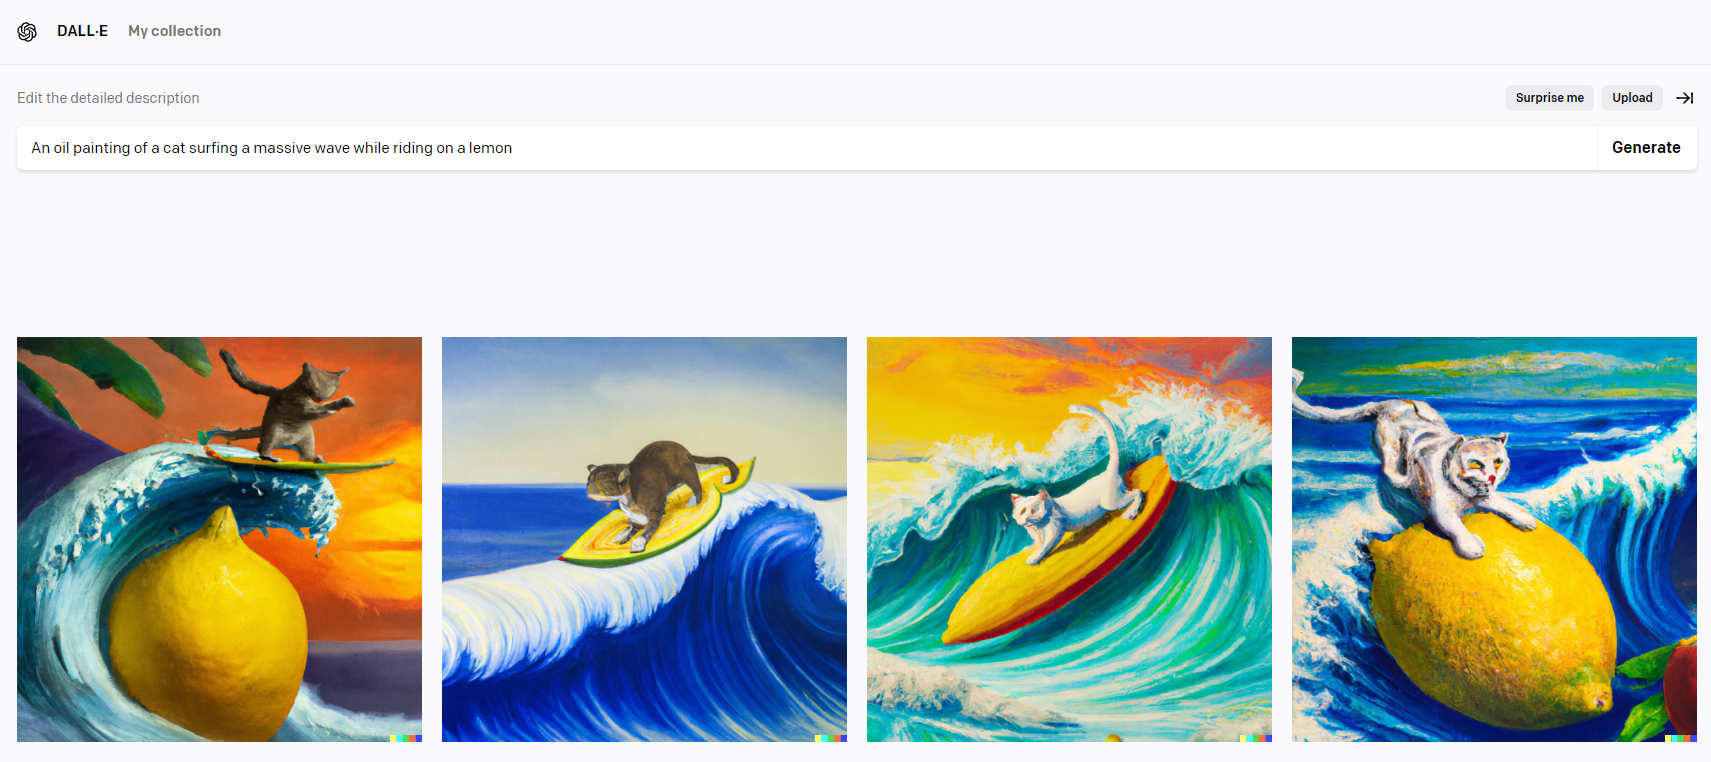 DALL·E My collection
Edit the detailed description
Surprise me Upload
An oil painting of a cat surfing a massive wave while riding on a lemon
Generate